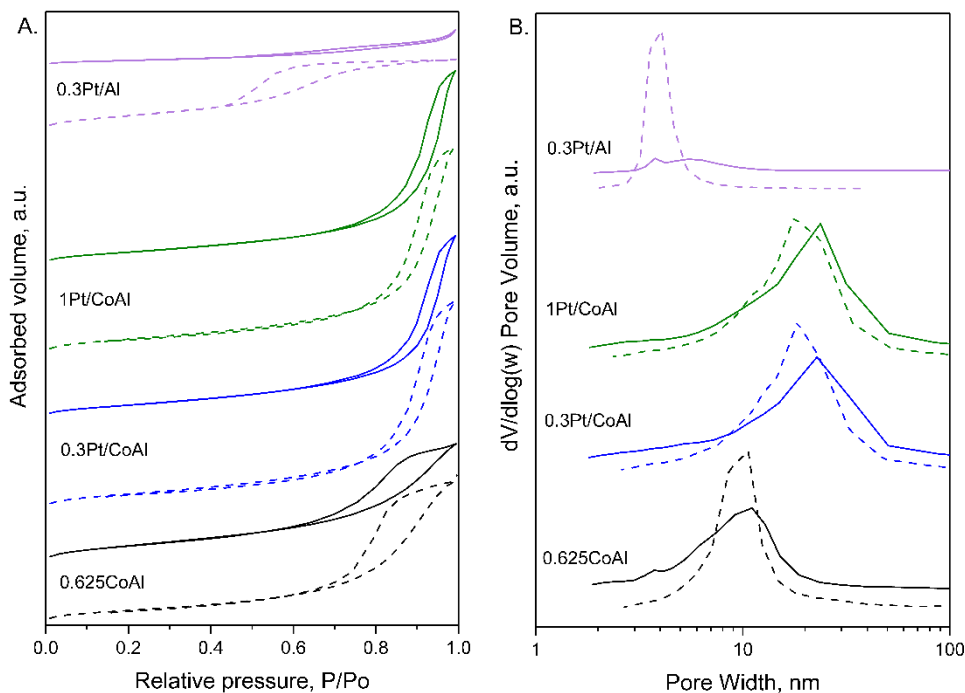 A.
Adsorbed volume, a.u.
0.3Pt/Al
1Pt/CoAl
0.3Pt/CoAl
0.625CoAl
0.0 0.2 0.4 0.6 0.8 1.0
Relative pressure, P/Po
B.
dV/dlog(w) Pore Volume, a.u.
0.3Pt/Al
1Pt/CoAl
0.3Pt/CoAl
0.625CoAl
1 10 100
Pore Width, nm